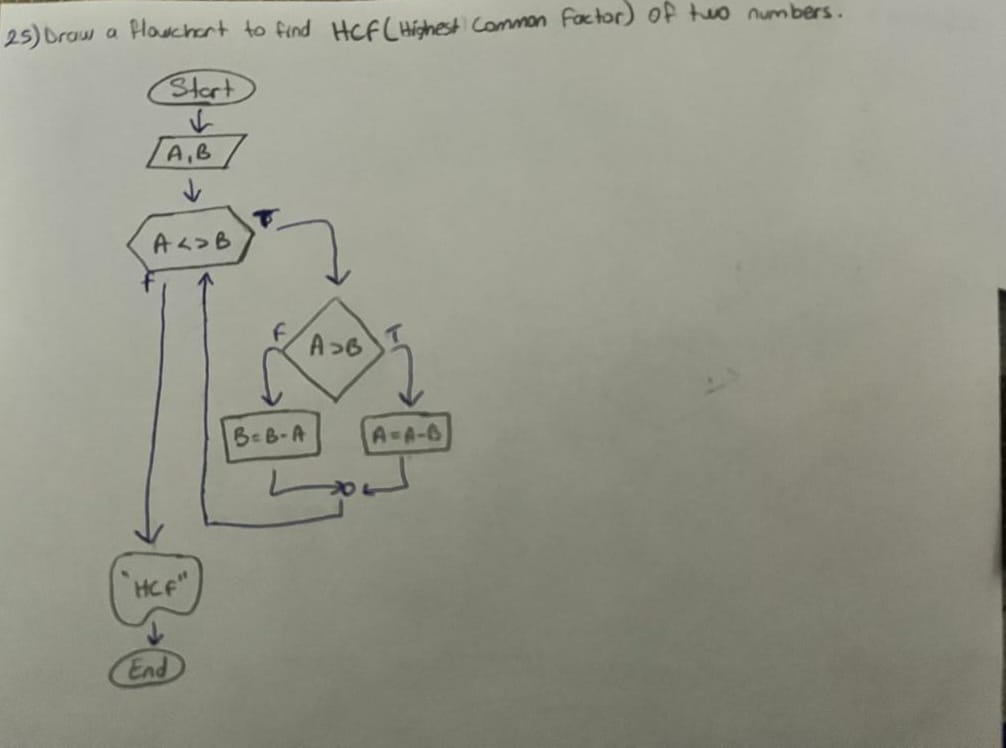 25) Draw a flowchart to find HCF (Highest Common Factor) of two numbers.
Start
A,B
A<>B
T
F
A>B
F
T
B=B-A
A=A-B
"HCF"
End